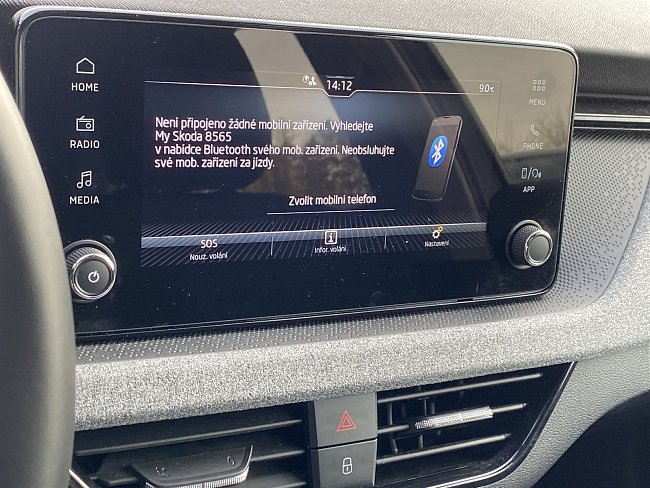 14:12
9.0°C
HOME
MENU
RADIO
PHONE
MEDIA
APP
Není připojeno žádné mobilní zařízení. Vyhledejte
My Skoda 8565
v nabídce Bluetooth svého mob. zařízení. Neobsluhujte
své mob. zařízení za jízdy.
Zvolit mobilní telefon
SOS
Nouz. volání
Infor. volání
Nastavení